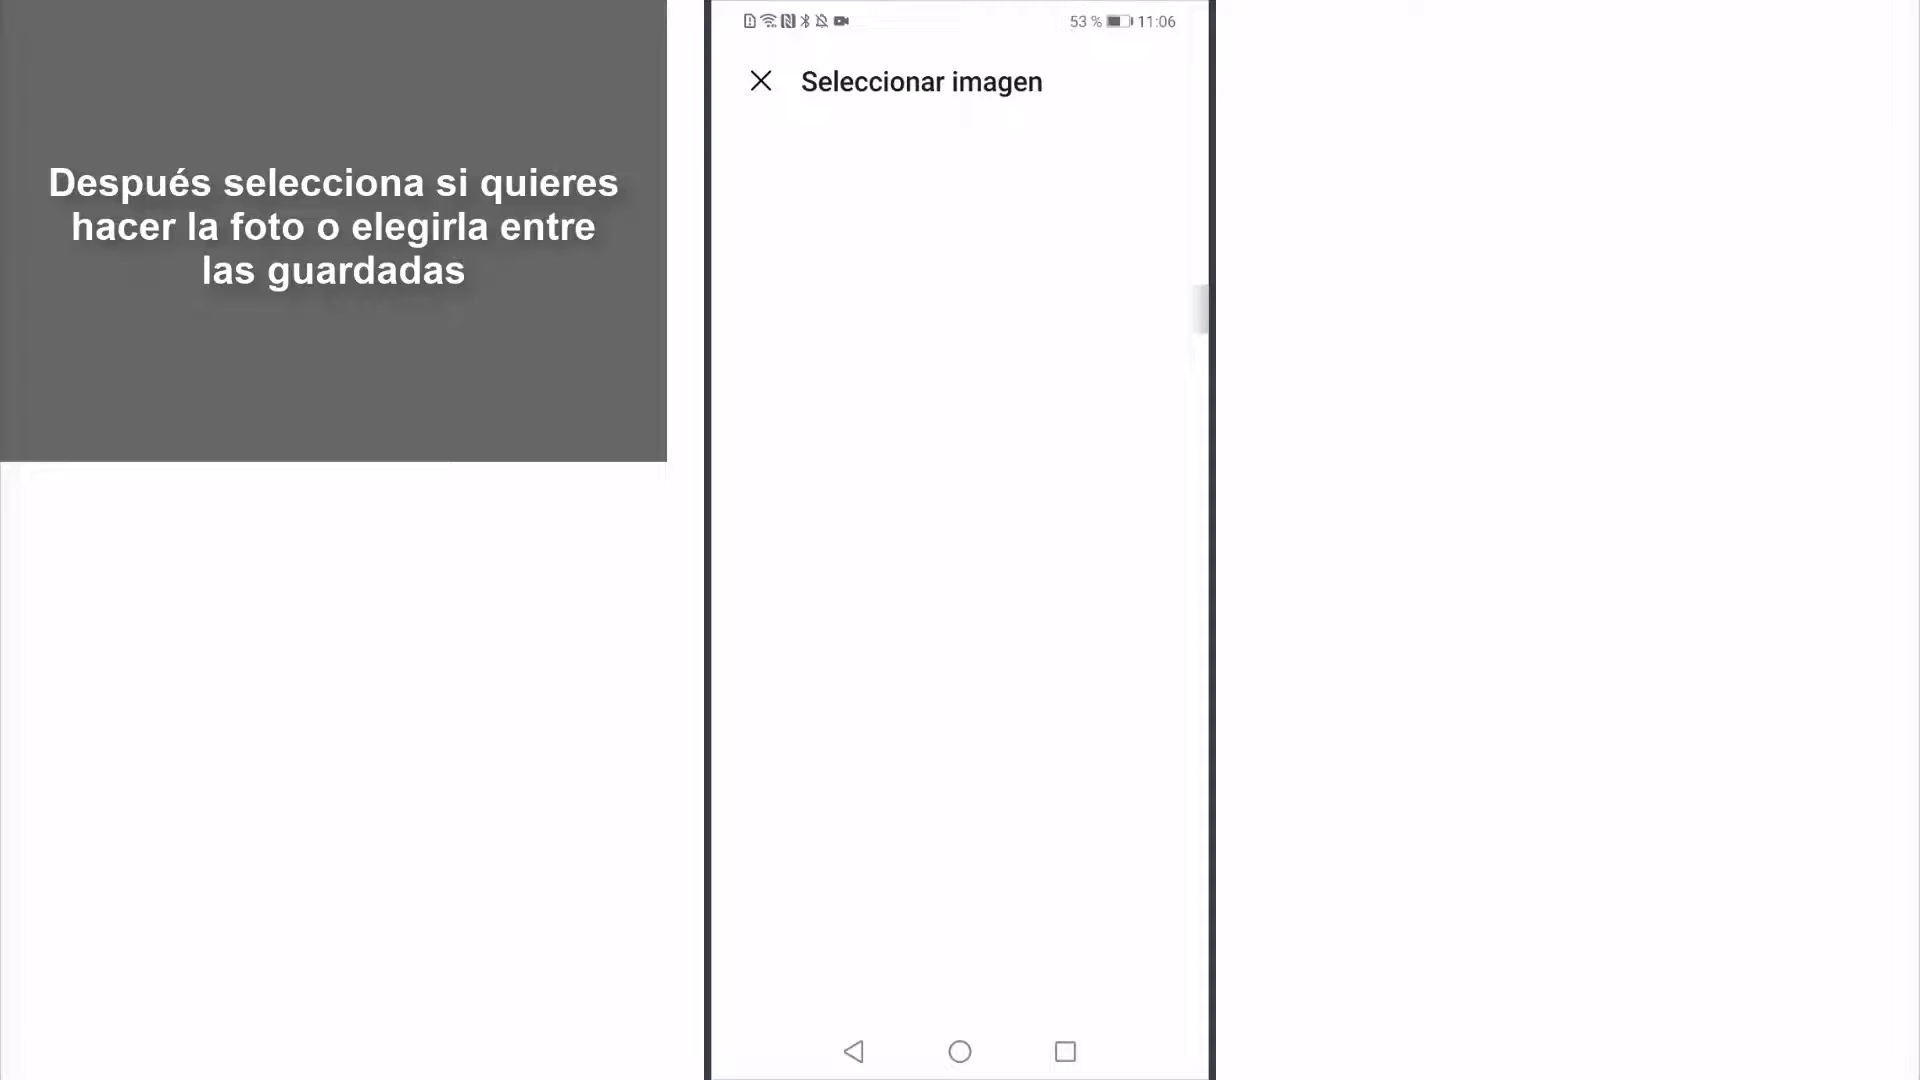 Después selecciona si quieres
hacer la foto o elegirla entre
las guardadas
53 % 11:06
Seleccionar imagen